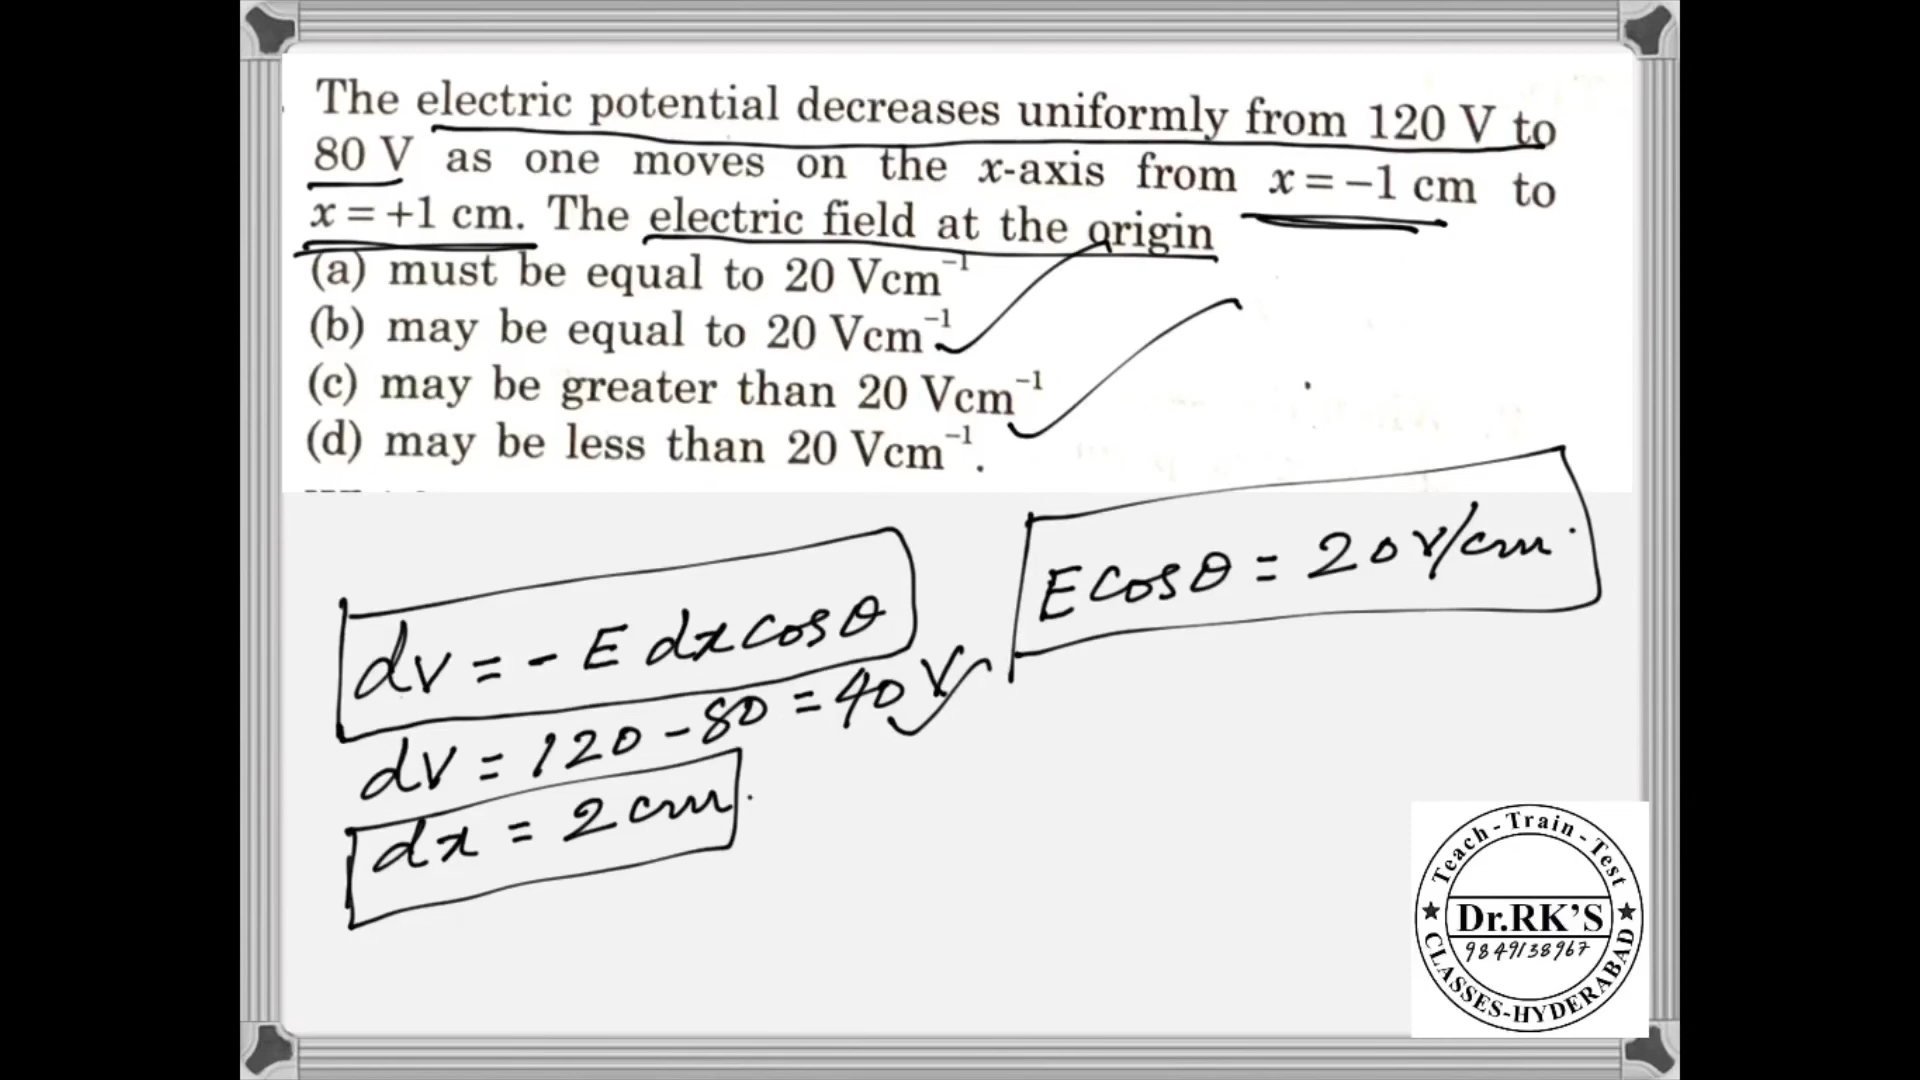 The electric potential decreases uniformly from 120 V to
80 V as one moves on the x-axis from x = −1 cm to
x = +1 cm. The electric field at the origin
(a) must be equal to 20 Vcm⁻¹
(b) may be equal to 20 Vcm⁻¹
(c) may be greater than 20 Vcm⁻¹
(d) may be less than 20 Vcm⁻¹.
E cos θ = 20 V/cm.
dv = - E dx cos θ
dv = 120 - 80 = 40 V
dx = 2 cm.
Teach - Train - Test
★ Dr.RK'S ★
9849138967
CLASSES-HYDERABAD